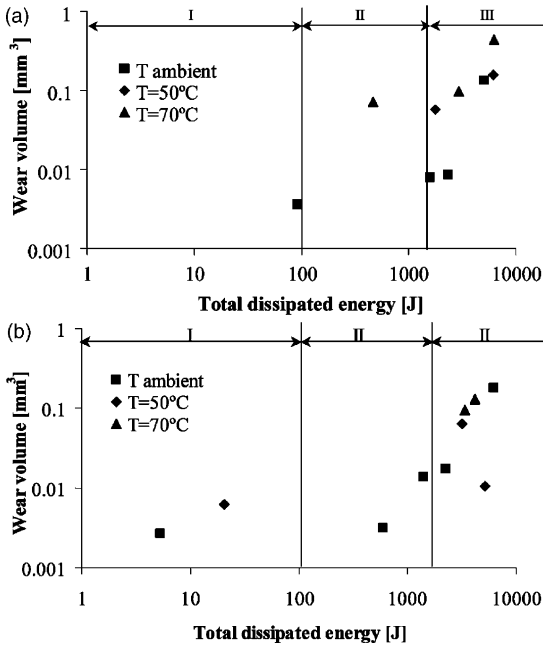 (a)
I II III
Wear volume [mm 3]
1
0.1
0.01
0.001
T ambient
T=50ºC
T=70ºC
1 10 100 1000 10000
Total dissipated energy [J]
(b)
I II II
Wear volume [mm3]
1
0.1
0.01
0.001
T ambient
T=50ºC
T=70ºC
1 10 100 1000 10000
Total dissipated energy [J]